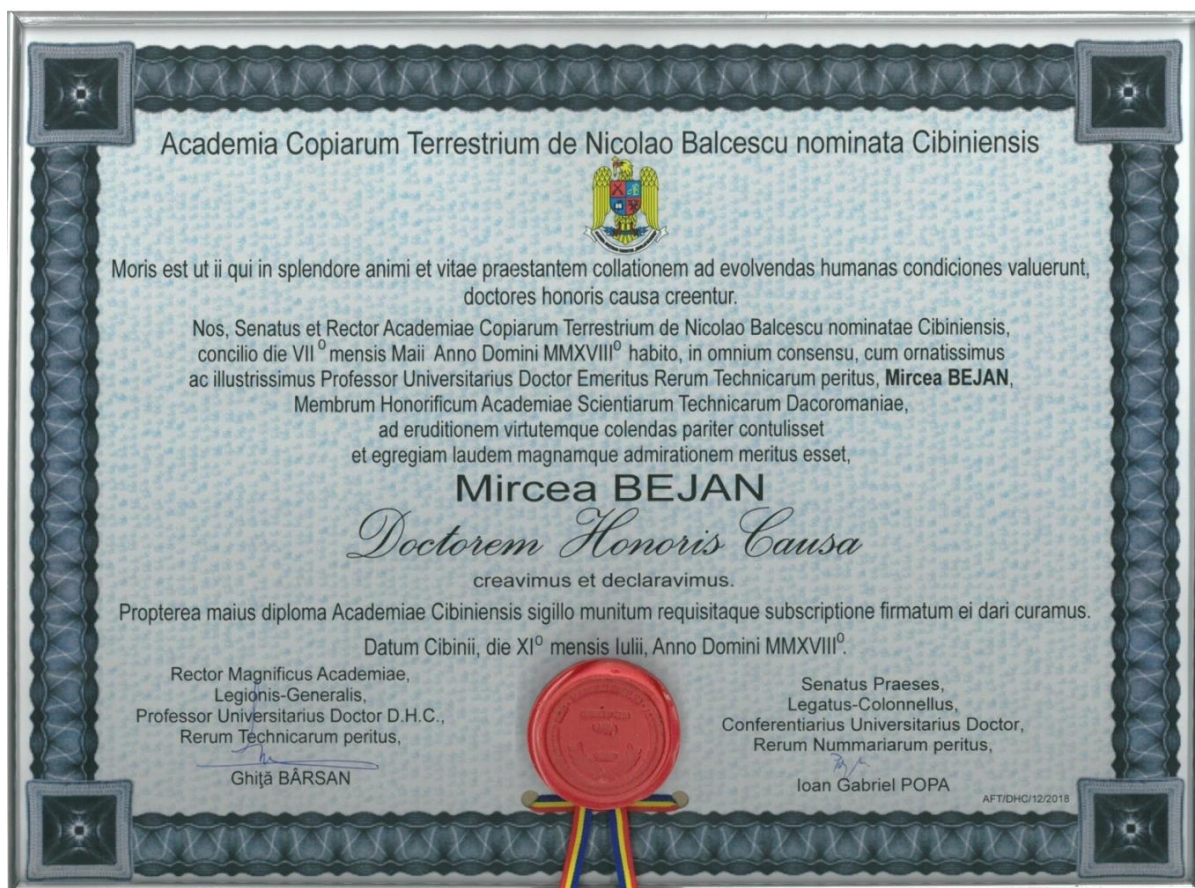 Academia Copiarum Terrestrium de Nicolao Balcescu nominata Cibiniensis
Moris est ut ii qui in splendore animi et vitae praestantem collationem ad evolvendas humanas condiciones valuerunt,
doctores honoris causa creentur.
Nos, Senatus et Rector Academiae Copiarum Terrestrium de Nicolao Balcescu nominatae Cibiniensis,
concilio die VII⁰ mensis Maii Anno Domini MMXVIII⁰ habito, in omnium consensu, cum ornatissimus
ac illustrissimus Professor Universitarius Doctor Emeritus Rerum Technicarum peritus, Mircea BEJAN,
Membrum Honorificum Academiae Scientiarum Technicarum Dacoromaniae,
ad eruditionem virtutemque colendas pariter contulisset
et egregiam laudem magnamque admirationem meritus esset,
Mircea BEJAN
Doctorem Honoris Causa
creavimus et declaravimus.
Propterea maius diploma Academiae Cibiniensis sigillo munitum requisitaque subscriptione firmatum ei dari curamus.
Datum Cibinii, die XI⁰ mensis Iulii, Anno Domini MMXVIII⁰.
Rector Magnificus Academiae,
Legionis-Generalis,
Professor Universitarius Doctor D.H.C.,
Rerum Technicarum peritus,
Ghiţă BÂRSAN
Senatus Praeses,
Legatus-Colonnellus,
Conferentiarius Universitarius Doctor,
Rerum Nummariarum peritus,
Ioan Gabriel POPA
AFT/DHC/12/2018